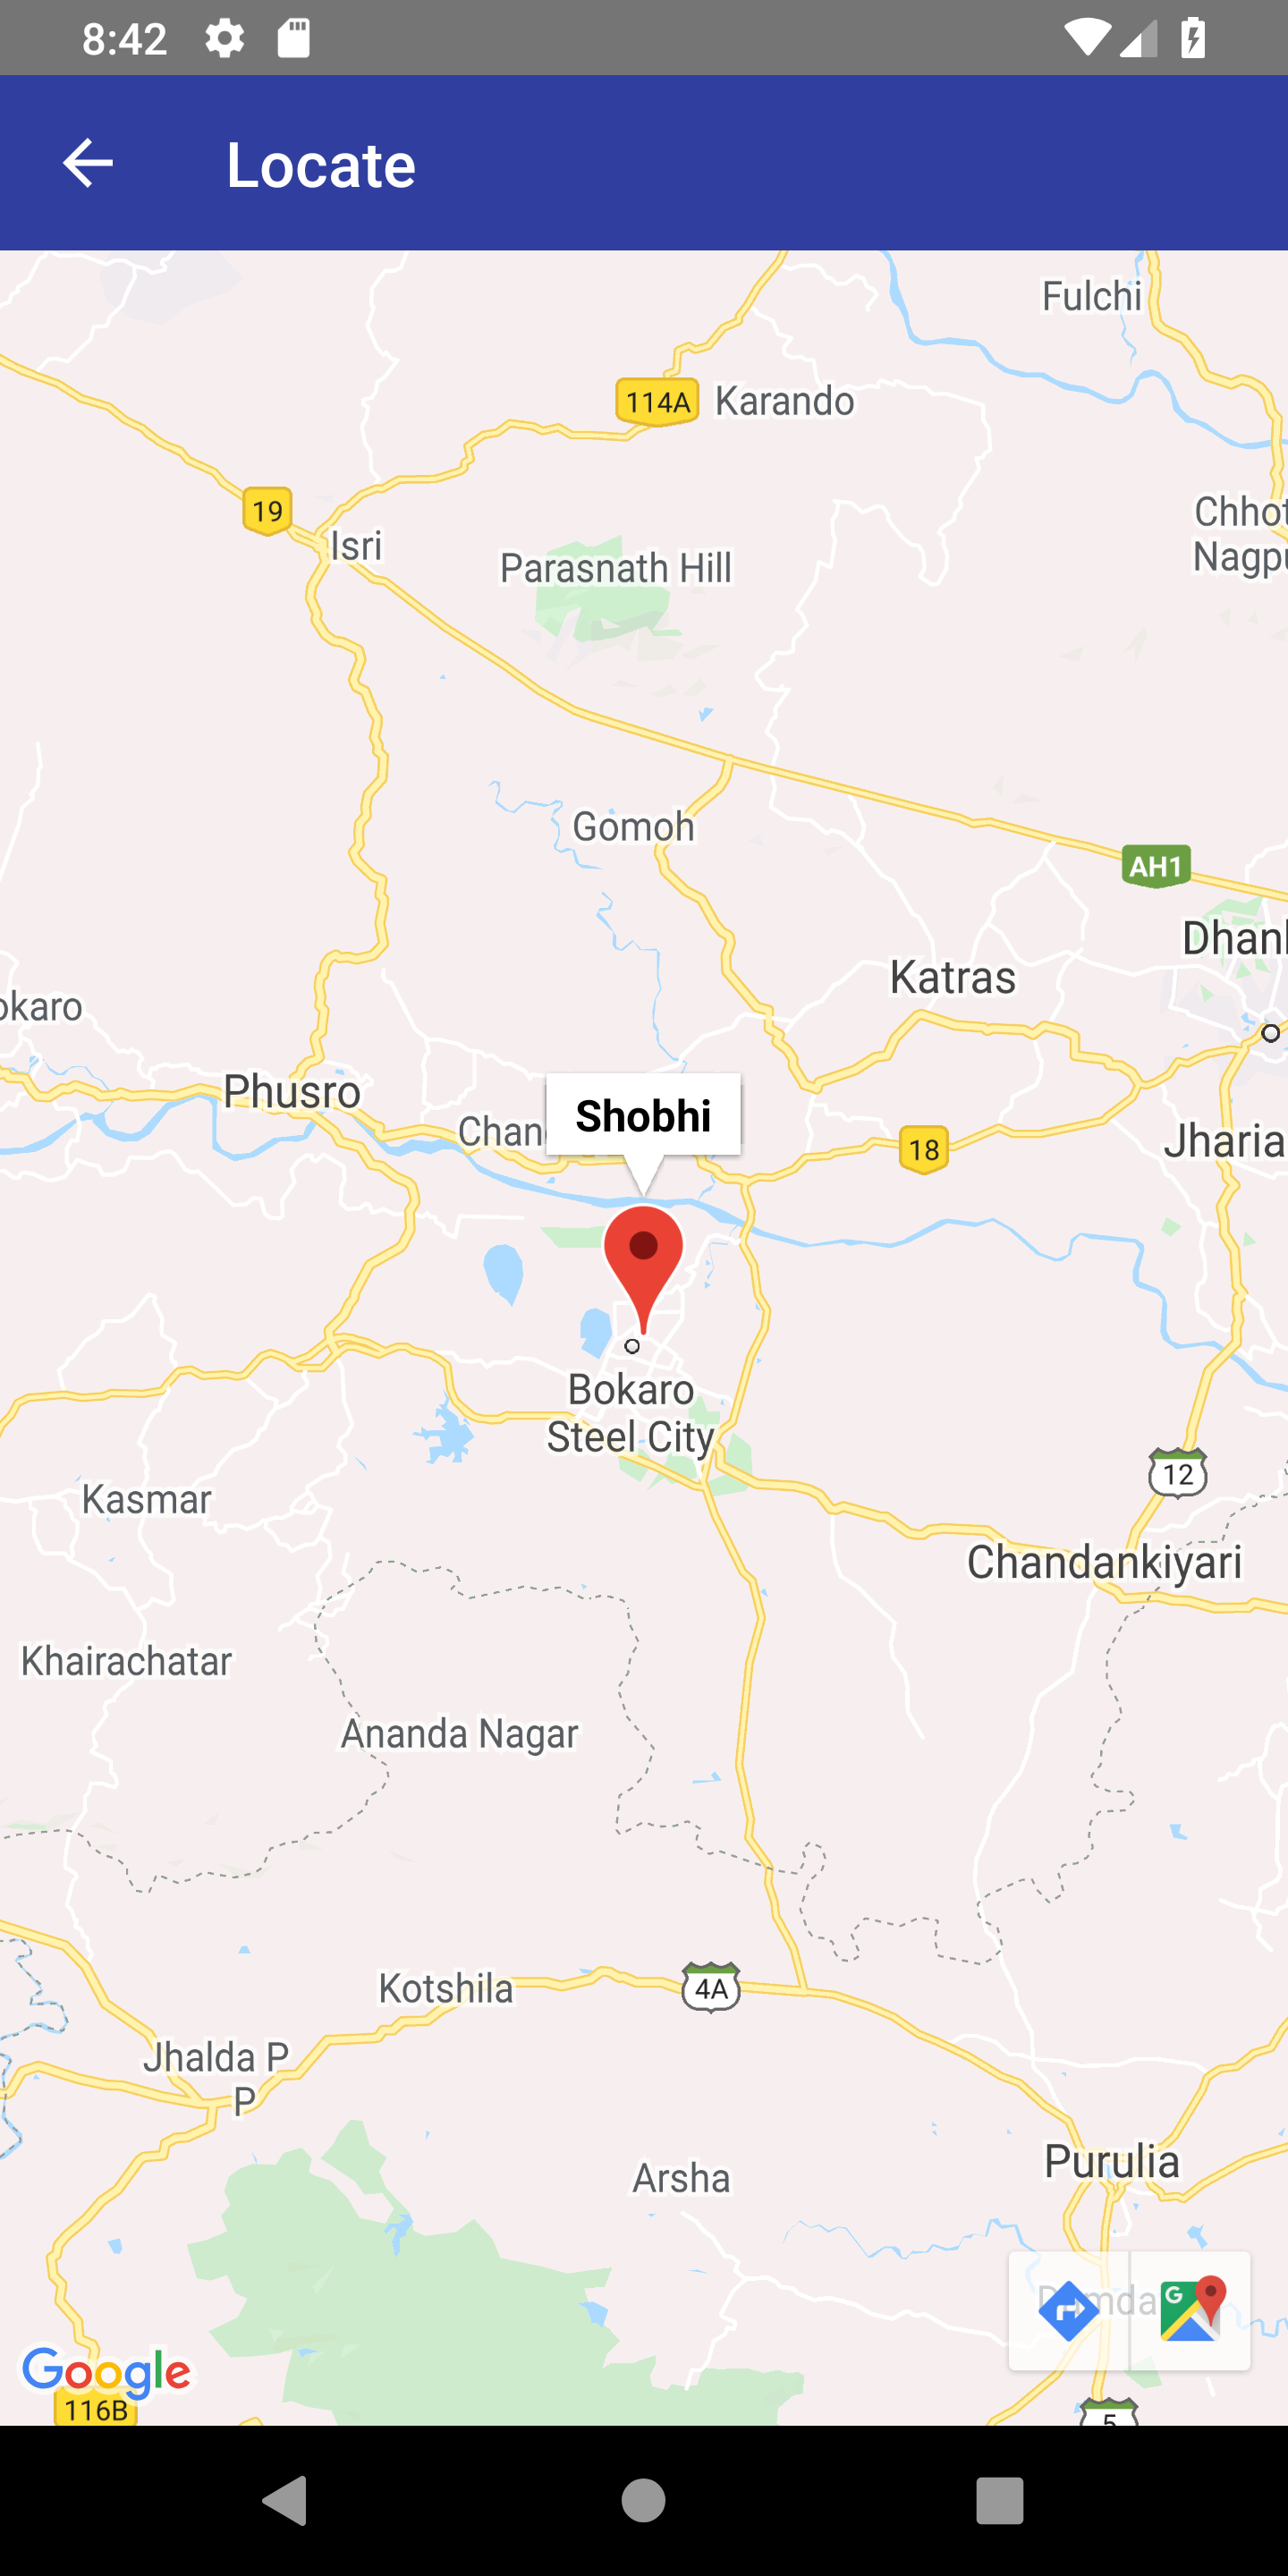 8:42
Locate
Fulchi
114A
Karando
19
Isri
Parasnath Hill
Chhot
Nagpu
Gomoh
AH1
Dhanl
Katras
okaro
Phusro
Shobhi
Chan
18
Jharia
Bokaro
Steel City
12
Kasmar
Chandankiyari
Khairachatar
Ananda Nagar
Kotshila
4A
Jhalda P
P
Purulia
Arsha
G
Google
116B
5